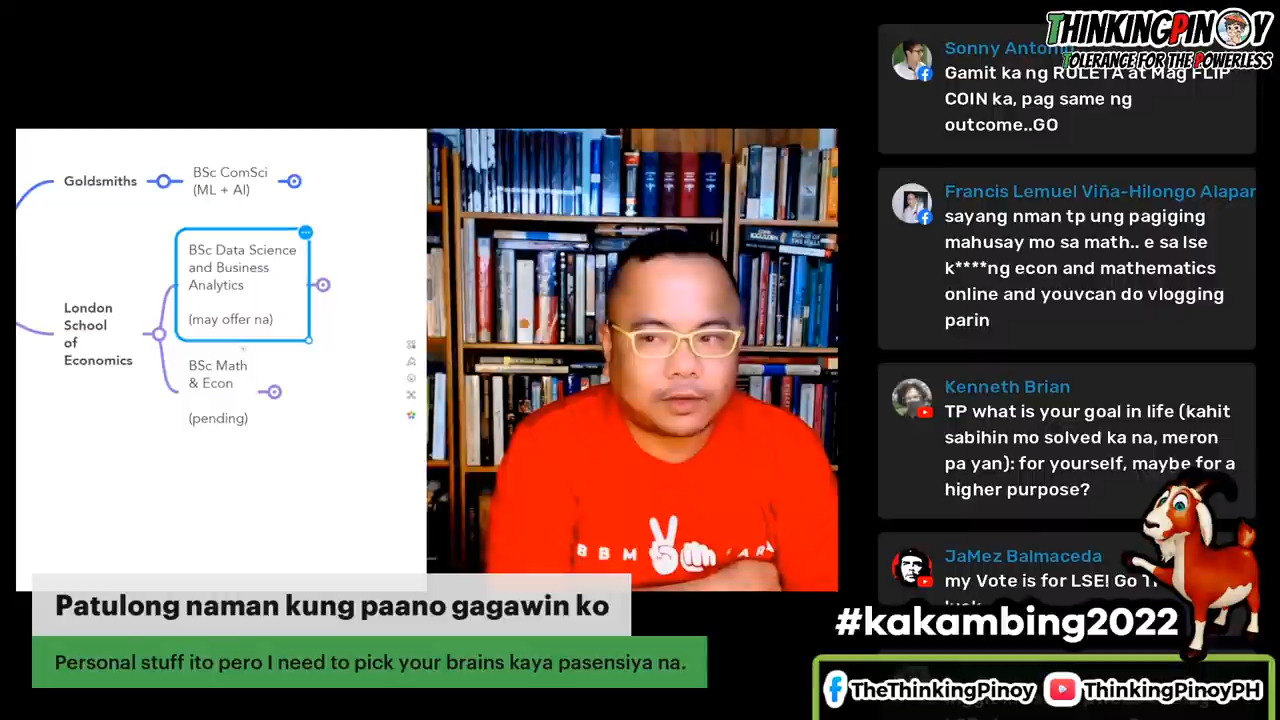 THINKINGPINOY
TOLERANCE FOR THE POWERLESS
Goldsmiths
BSc ComSci
(ML + AI)
BSc Data Science
and Business
Analytics
(may offer na)
London
School
of
Economics
BSc Math
& Econ
(pending)
BBM
Patulong naman kung paano gagawin ko
Personal stuff ito pero I need to pick your brains kaya pasensiya na.
Sonny Antonio
Gamit ka ng RULETA at Mag FLIP
COIN ka, pag same ng
outcome..GO
Francis Lemuel Viña-Hilongo Alapar
sayang nman tp ung pagiging
mahusay mo sa math.. e sa lse
k****ng econ and mathematics
online and youvcan do vlogging
parin
Kenneth Brian
TP what is your goal in life (kahit
sabihin mo solved ka na, meron
pa yan): for yourself, maybe for a
higher purpose?
JaMez Balmaceda
my Vote is for LSE! Go
#kakambing2022
TheThinkingPinoy
ThinkingPinoyPH